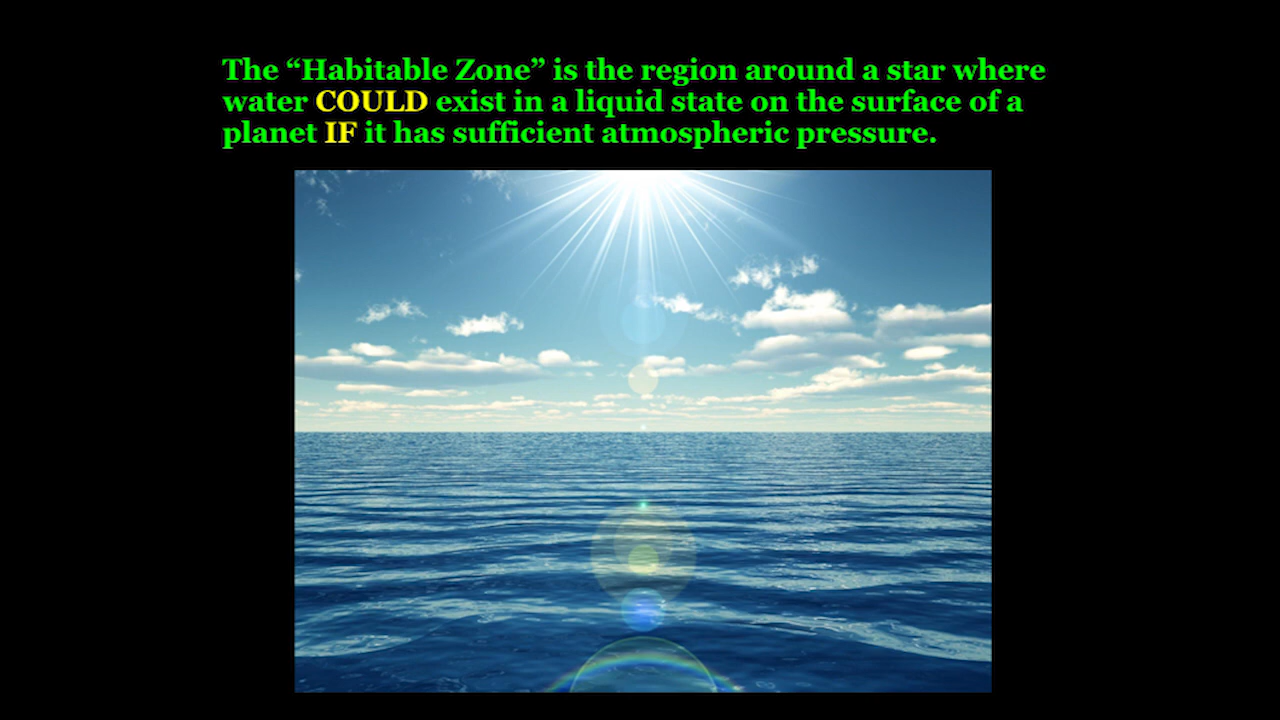 The “Habitable Zone” is the region around a star where
water COULD exist in a liquid state on the surface of a
planet IF it has sufficient atmospheric pressure.